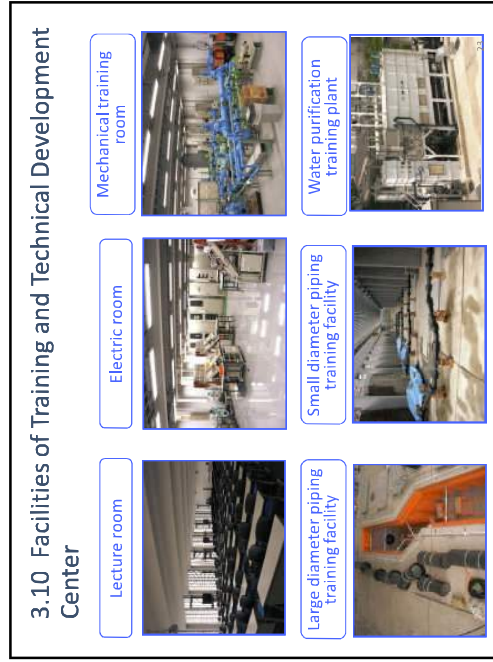 3.10 Facilities of Training and Technical Development
Center
Lecture room
Electric room
Mechanical training
room
Large diameter piping
training facility
Small diameter piping
training facility
Water purification
training plant